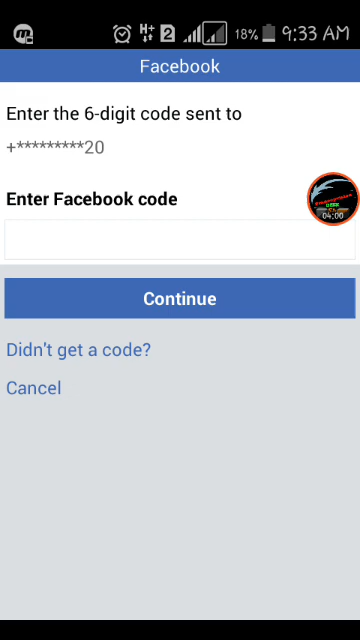 2
18%
9:33 AM
Facebook
Enter the 6-digit code sent to
+*********20
Enter Facebook code
04:00
Continue
Didn't get a code?
Cancel